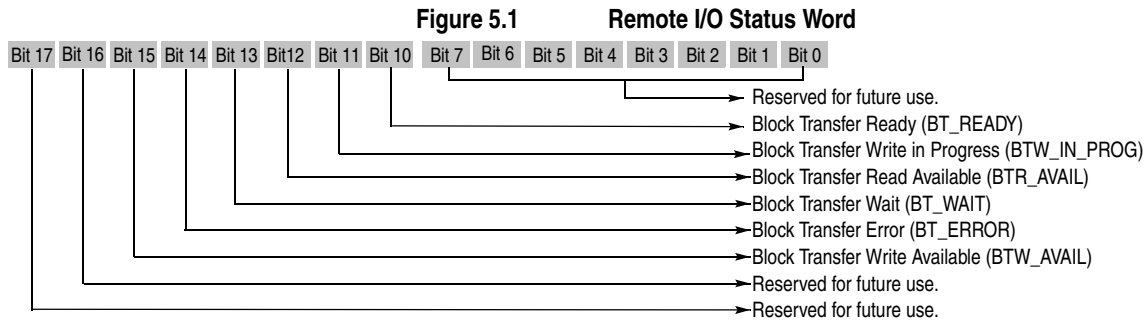 Figure 5.1 Remote I/O Status Word
Bit 17 Bit 16 Bit 15 Bit 14 Bit 13 Bit12 Bit 11 Bit 10 Bit 7 Bit 6 Bit 5 Bit 4 Bit 3 Bit 2 Bit 1 Bit 0
Reserved for future use.
Block Transfer Ready (BT_READY)
Block Transfer Write in Progress (BTW_IN_PROG)
Block Transfer Read Available (BTR_AVAIL)
Block Transfer Wait (BT_WAIT)
Block Transfer Error (BT_ERROR)
Block Transfer Write Available (BTW_AVAIL)
Reserved for future use.
Reserved for future use.